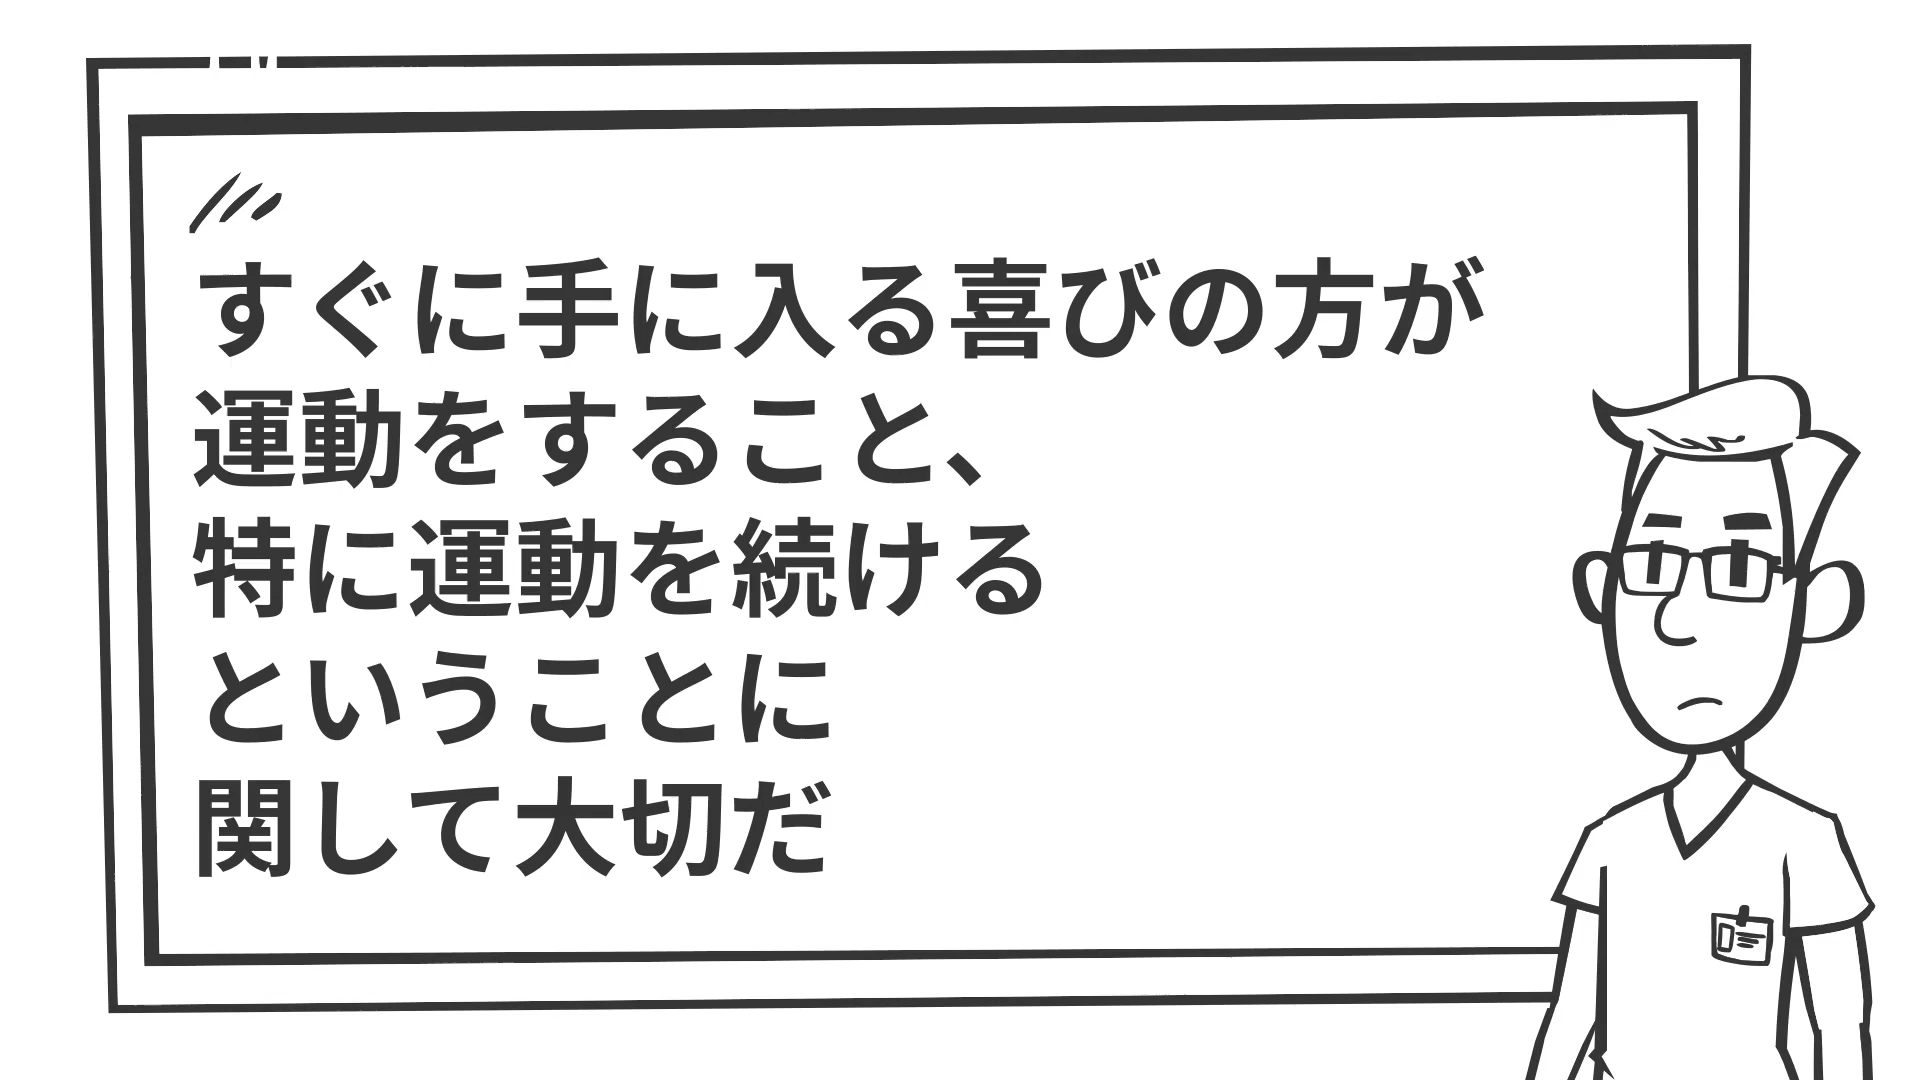 すぐに手に入る喜びの方が
運動をすること、
特に運動を続ける
ということに
関して大切だ